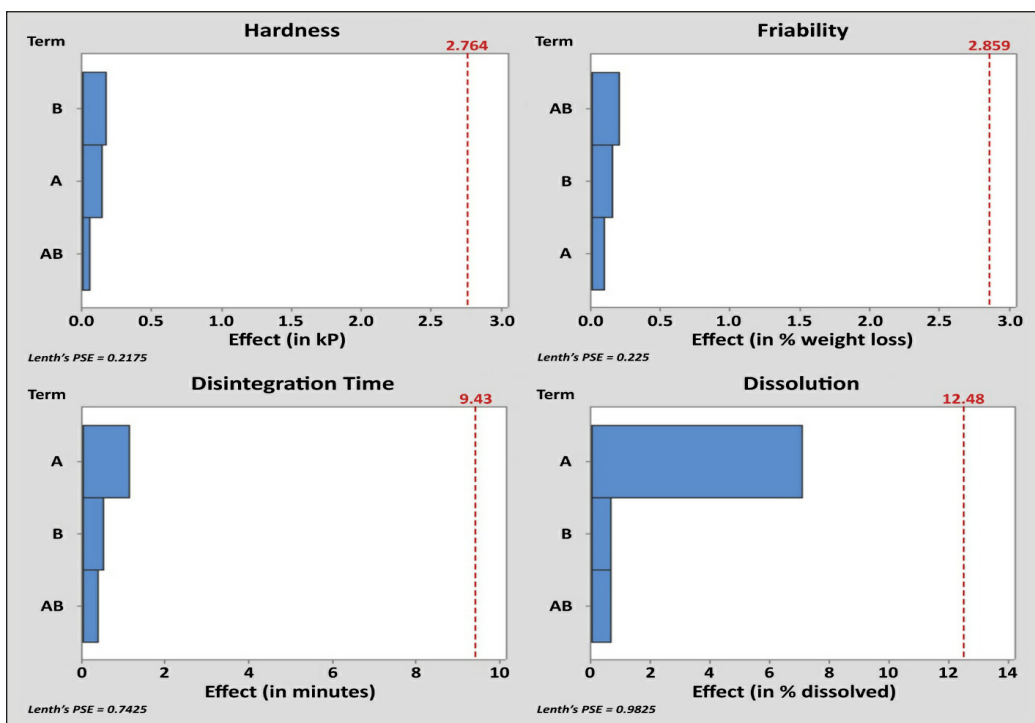 Hardness
Term
2.764
B
A
AB
0.0 0.5 1.0 1.5 2.0 2.5 3.0
Effect (in kP)
Lenth's PSE = 0.2175
Friability
Term
2.859
AB
B
A
0.0 0.5 1.0 1.5 2.0 2.5 3.0
Effect (in % weight loss)
Lenth's PSE = 0.225
Disintegration Time
Term
9.43
A
B
AB
0 2 4 6 8 10
Effect (in minutes)
Lenth's PSE = 0.7425
Dissolution
Term
12.48
A
B
AB
0 2 4 6 8 10 12 14
Effect (in % dissolved)
Lenth's PSE = 0.9825